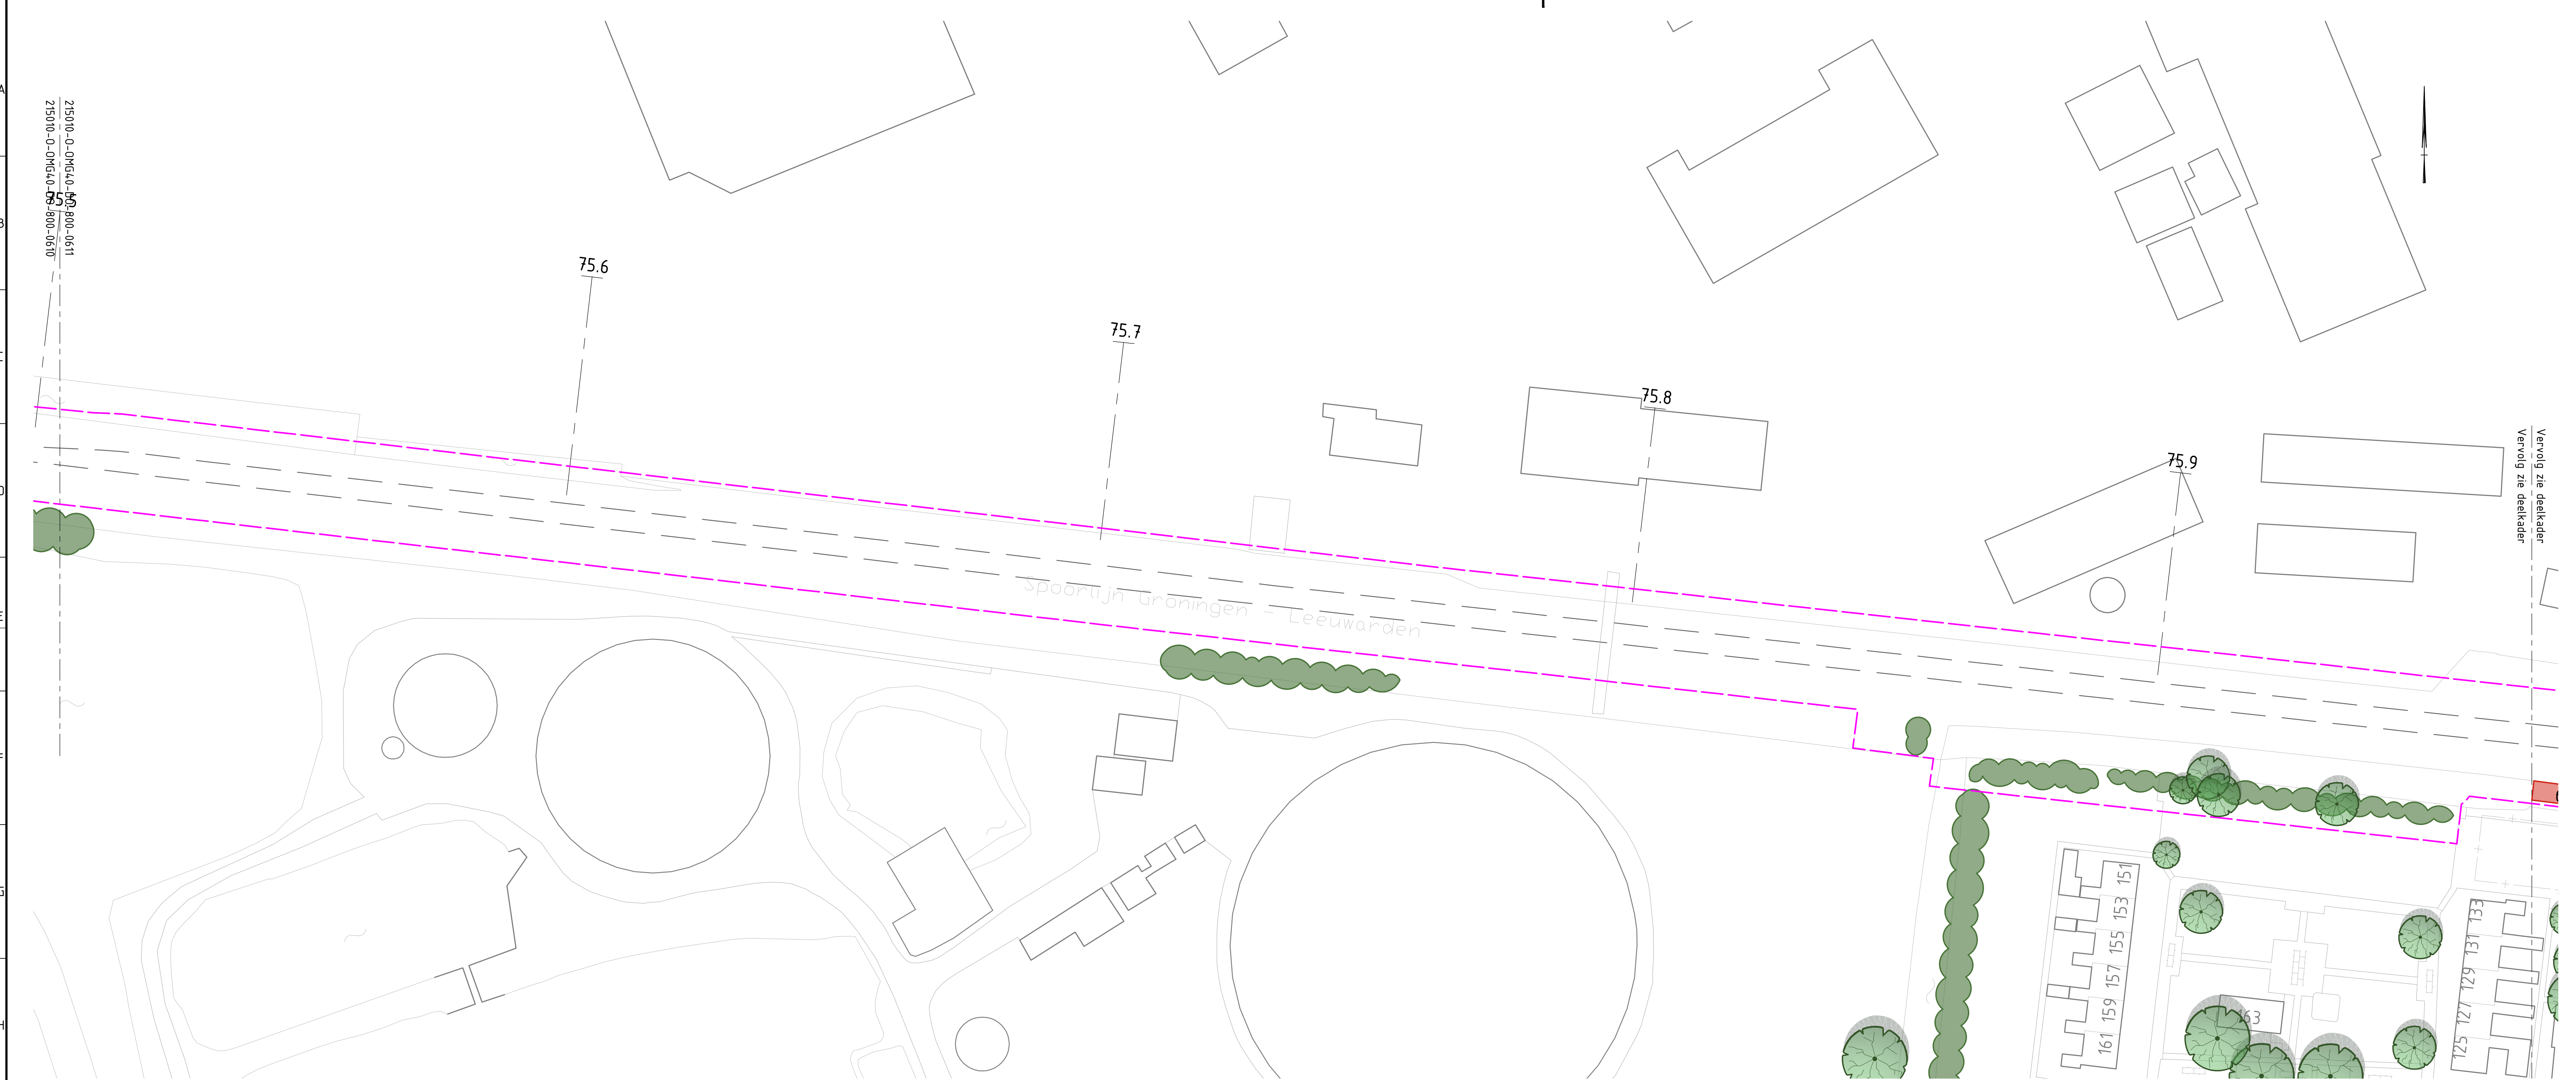 A
B
215010-O-OMG40-
-800-0610
215010-O-OMG40-
-800-0611
75.5
75.6
75.7
75.8
75.9
D
E
F
G
H
Spoorlijn Groningen - Leeuwarden
Vervolg zie deelkader
Vervolg zie deelkader
151
153
155
157
159
161
163
133
131
129
127
125